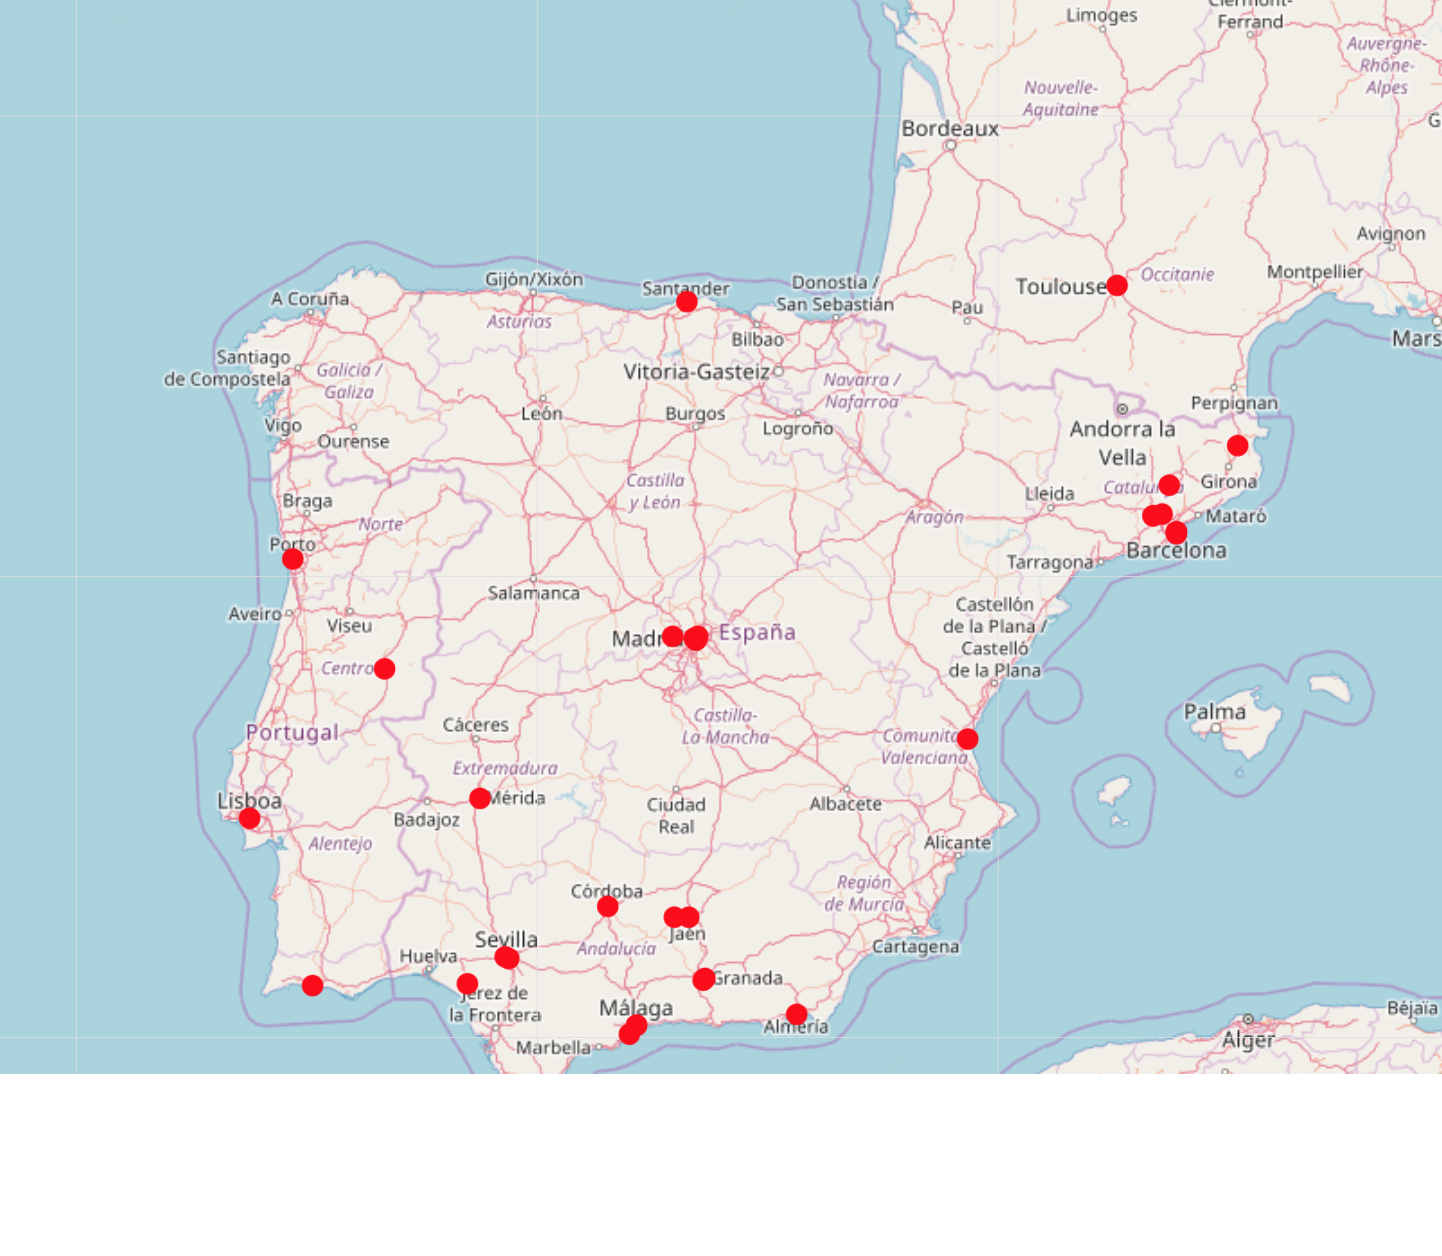 Limoges
Clermont-
Ferrand
Auvergne-
Rhône-
Alpes
Nouvelle-
Aquitaine
Bordeaux
G
Avignon
Montpellier
Occitanie
Toulouse
Pau
Mars
Perpignan
Gijón/Xixón
Santander
Donostia /
San Sebastián
A Coruña
Asturias
Bilbao
Santiago
de Compostela
Galicia /
Galiza
Vitoria-Gasteiz
Navarra /
Nafarroa
León
Burgos
Logroño
Vigo
Ourense
Andorra la
Vella
Castilla
y León
Lleida
Catalu
a
Girona
Braga
Norte
Aragón
Mataró
Porto
Barcelona
Tarragona
Salamanca
Aveiro
Viseu
Castellón
de la Plana /
Castelló
de la Plana
Madr
España
Centro
Portugal
Cáceres
Castilla-
La Mancha
Comunita
Valenciana
Palma
Extremadura
Lisboa
Mérida
Badajoz
Ciudad
Real
Albacete
Alentejo
Alicante
Córdoba
Región
de Murcia
Sevilla
Andalucía
Jaén
Cartagena
Huelva
Granada
Jerez de
la Frontera
Málaga
Almería
Marbella
Alger
Béjaïa